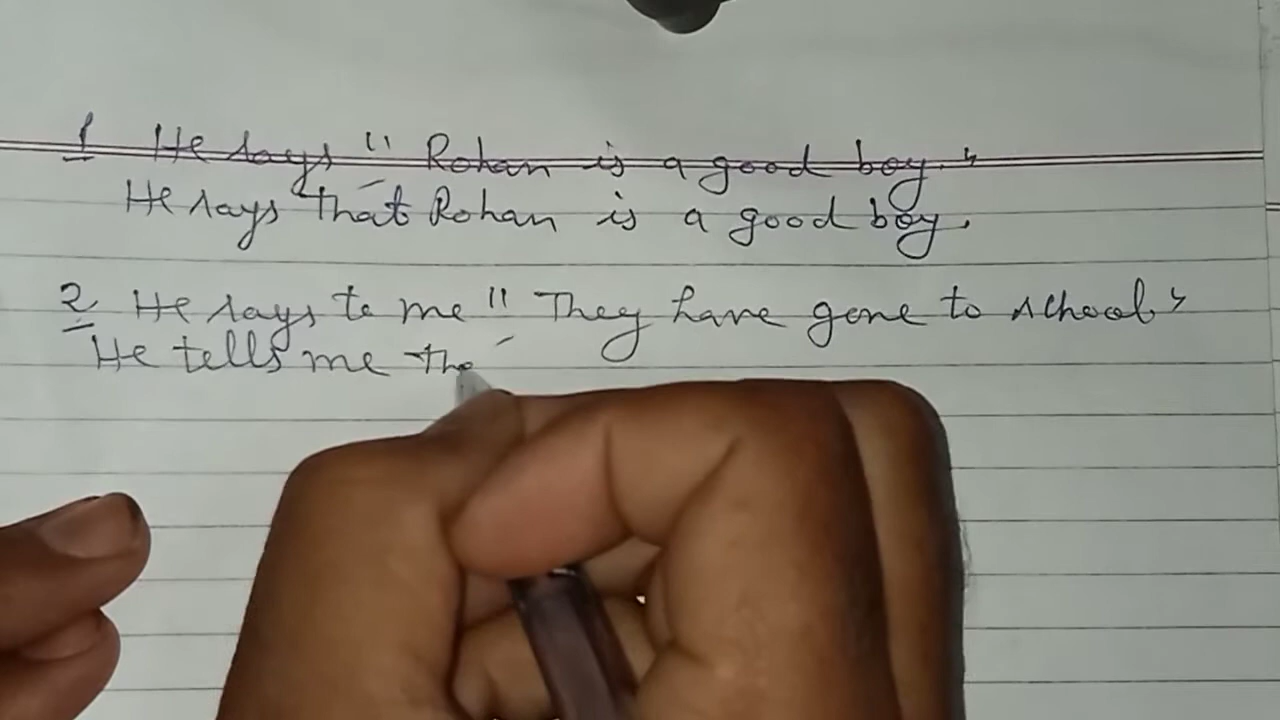 1 He says " Rohan is a good boy."
He says that Rohan is a good boy.
2 He says to me " They have gone to school"
He tells me the